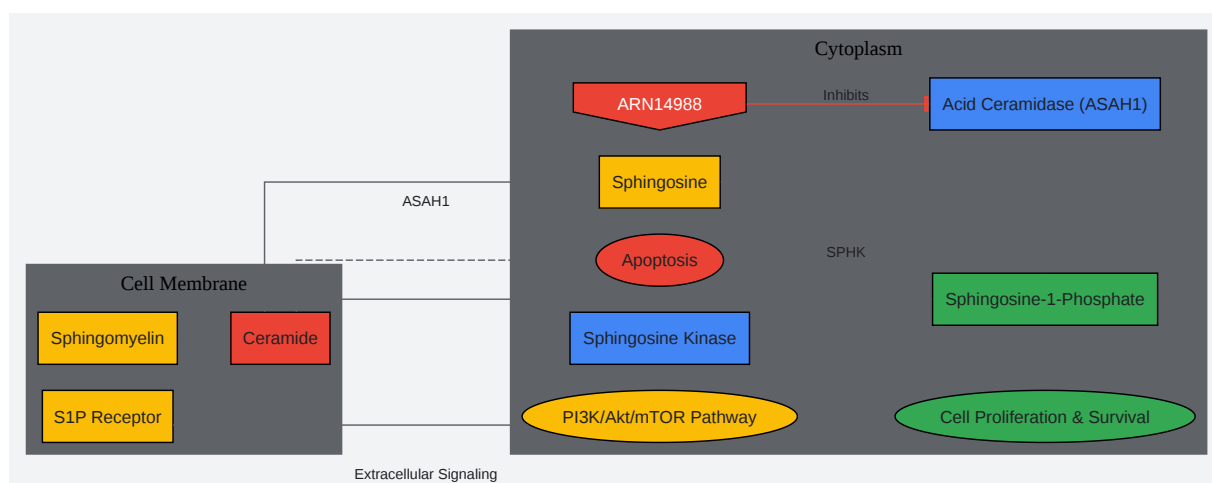 Cytoplasm
ARN14988
Inhibits
Acid Ceramidase (ASAH1)
Sphingosine
ASAH1
Apoptosis
SPHK
Cell Membrane
Sphingosine-1-Phosphate
Sphingomyelin
Ceramide
Sphingosine Kinase
S1P Receptor
PI3K/Akt/mTOR Pathway
Cell Proliferation & Survival
Extracellular Signaling